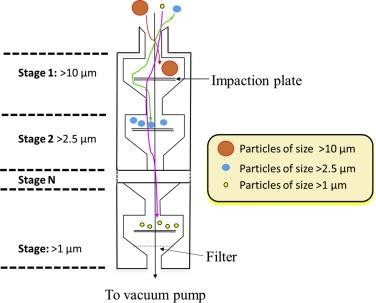 Stage 1: >10 µm
Impaction plate
Stage 2 >2.5 µm
Particles of size >10 µm
Particles of size >2.5 µm
Particles of size >1 µm
Stage N
Stage: >1 µm
Filter
To vacuum pump